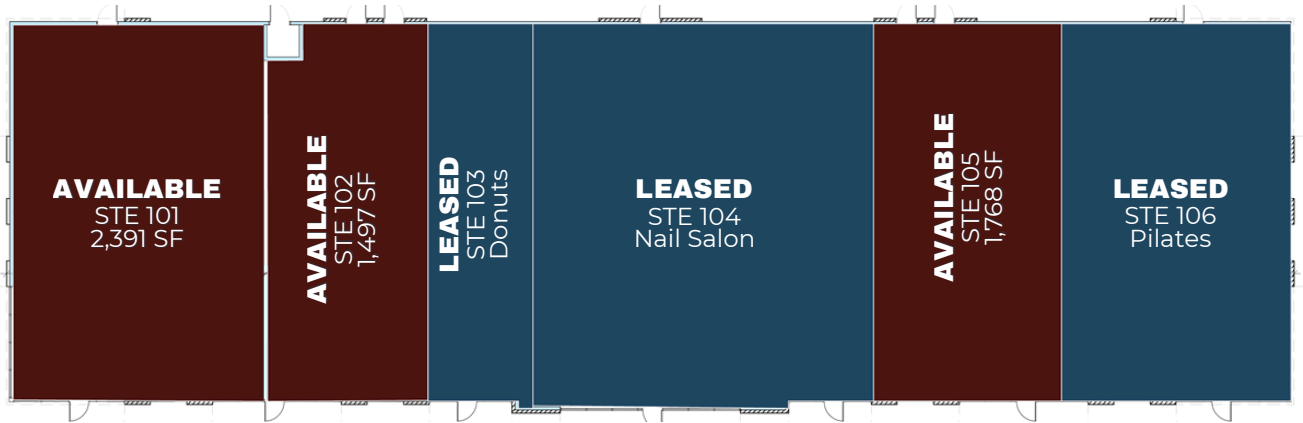 AVAILABLE
STE 101
2,391 SF
AVAILABLE
STE 102
1,497 SF
LEASED
STE 103
Donuts
LEASED
STE 104
Nail Salon
AVAILABLE
STE 105
1,768 SF
LEASED
STE 106
Pilates